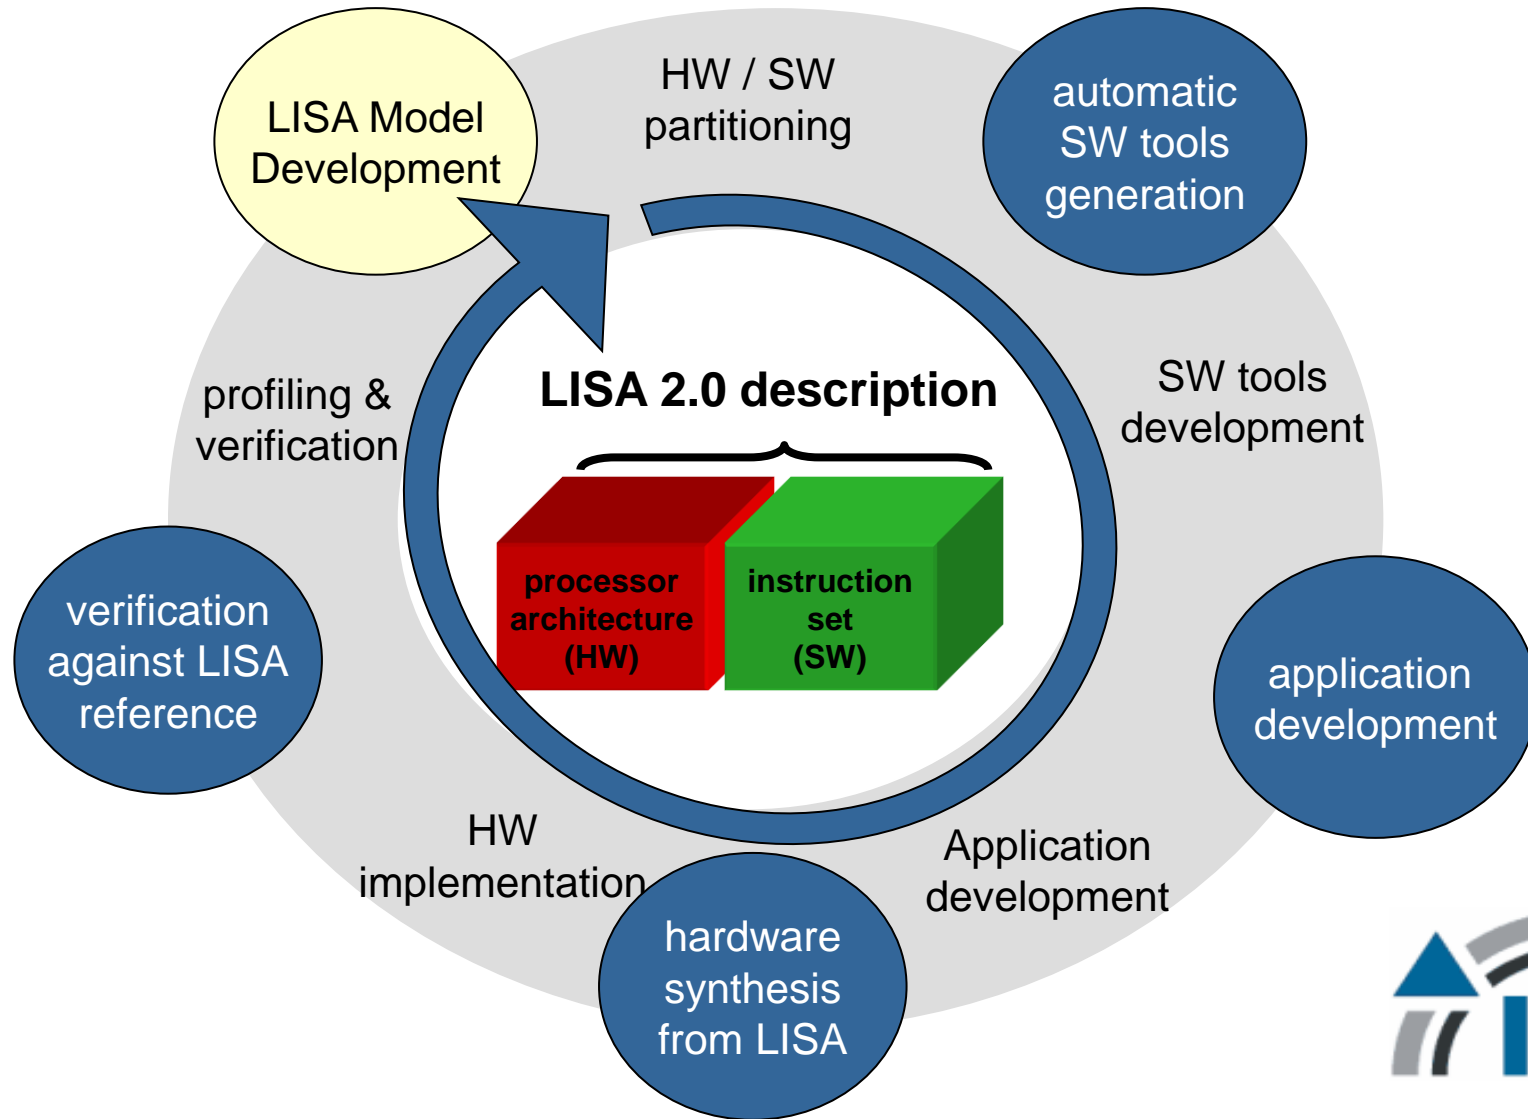 HW / SW
partitioning
automatic
SW tools
generation
LISA Model
Development
SW tools
development
profiling &
verification
LISA 2.0 description
processor
architecture
(HW)
instruction
set
(SW)
verification
against LISA
reference
application
development
HW
implementation
Application
development
hardware
synthesis
from LISA